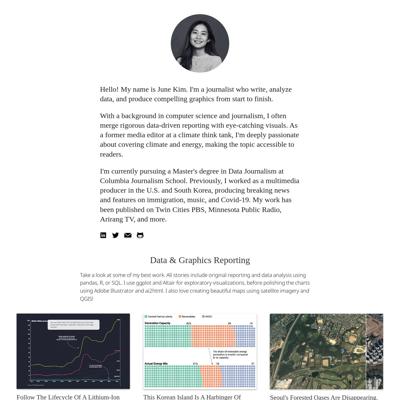 Hello! My name is June Kim. I'm a journalist who write, analyze
data, and produce compelling graphics from start to finish.
With a background in computer science and journalism, I often
merge rigorous data-driven reporting with eye-catching visuals. As
a former media editor at a climate think tank, I'm deeply passionate
about covering climate and energy, making the topic accessible to
readers.
I'm currently pursuing a Master's degree in Data Journalism at
Columbia Journalism School. Previously, I worked as a multimedia
producer in the U.S. and South Korea, producing breaking news
and features on immigration, music, and Covid-19. My work has
been published on Twin Cities PBS, Minnesota Public Radio,
Arirang TV, and more.
Data & Graphics Reporting
Take a look at some of my best work. All stories include original reporting and data analysis using
pandas, R, or SQL. I use ggplot and Altair for exploratory visualizations, before polishing the charts
using Adobe Illustrator and ai2html. I also love creating beautiful maps using satellite imagery and
QGIS!
Generation Capacity
Actual Energy Mix
Follow The Lifecycle Of A Lithium-Ion
This Korean Island Is A Harbinger Of
Seoul's Forested Oases Are Disappearing.